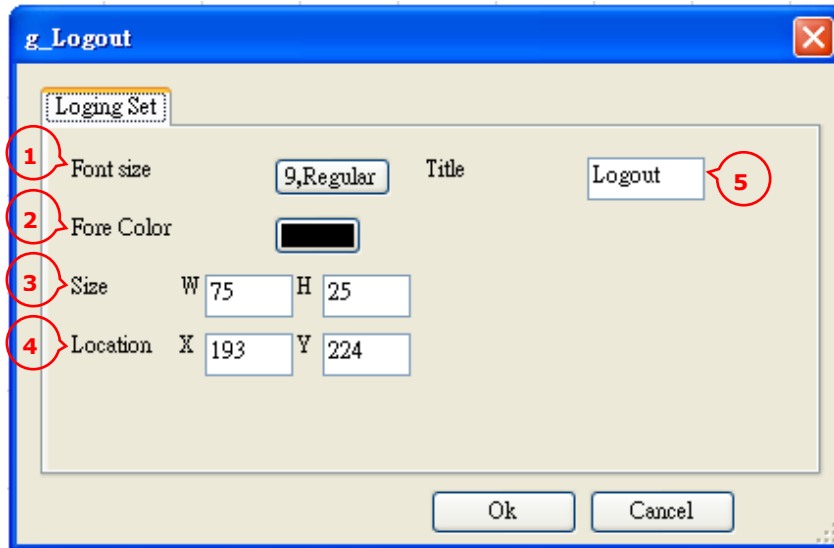 g_Logout
Loging Set
1 Font size 9,Regular Title Logout 5
2 Fore Color
3 Size W 75 H 25
4 Location X 193 Y 224
Ok Cancel